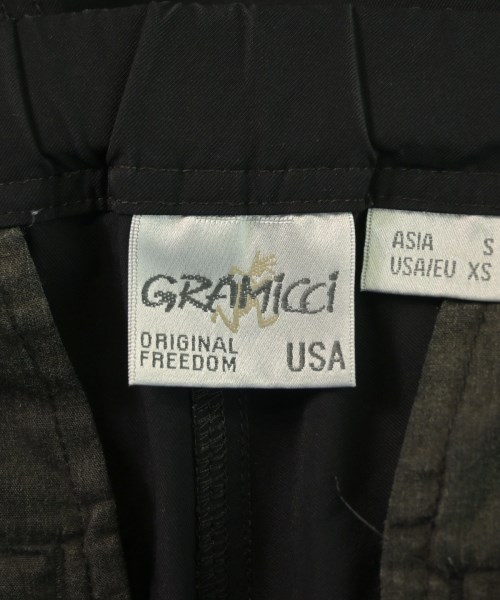 GRAMiCCi
ORIGINAL
FREEDOM
USA
ASIA S
USA/EU XS